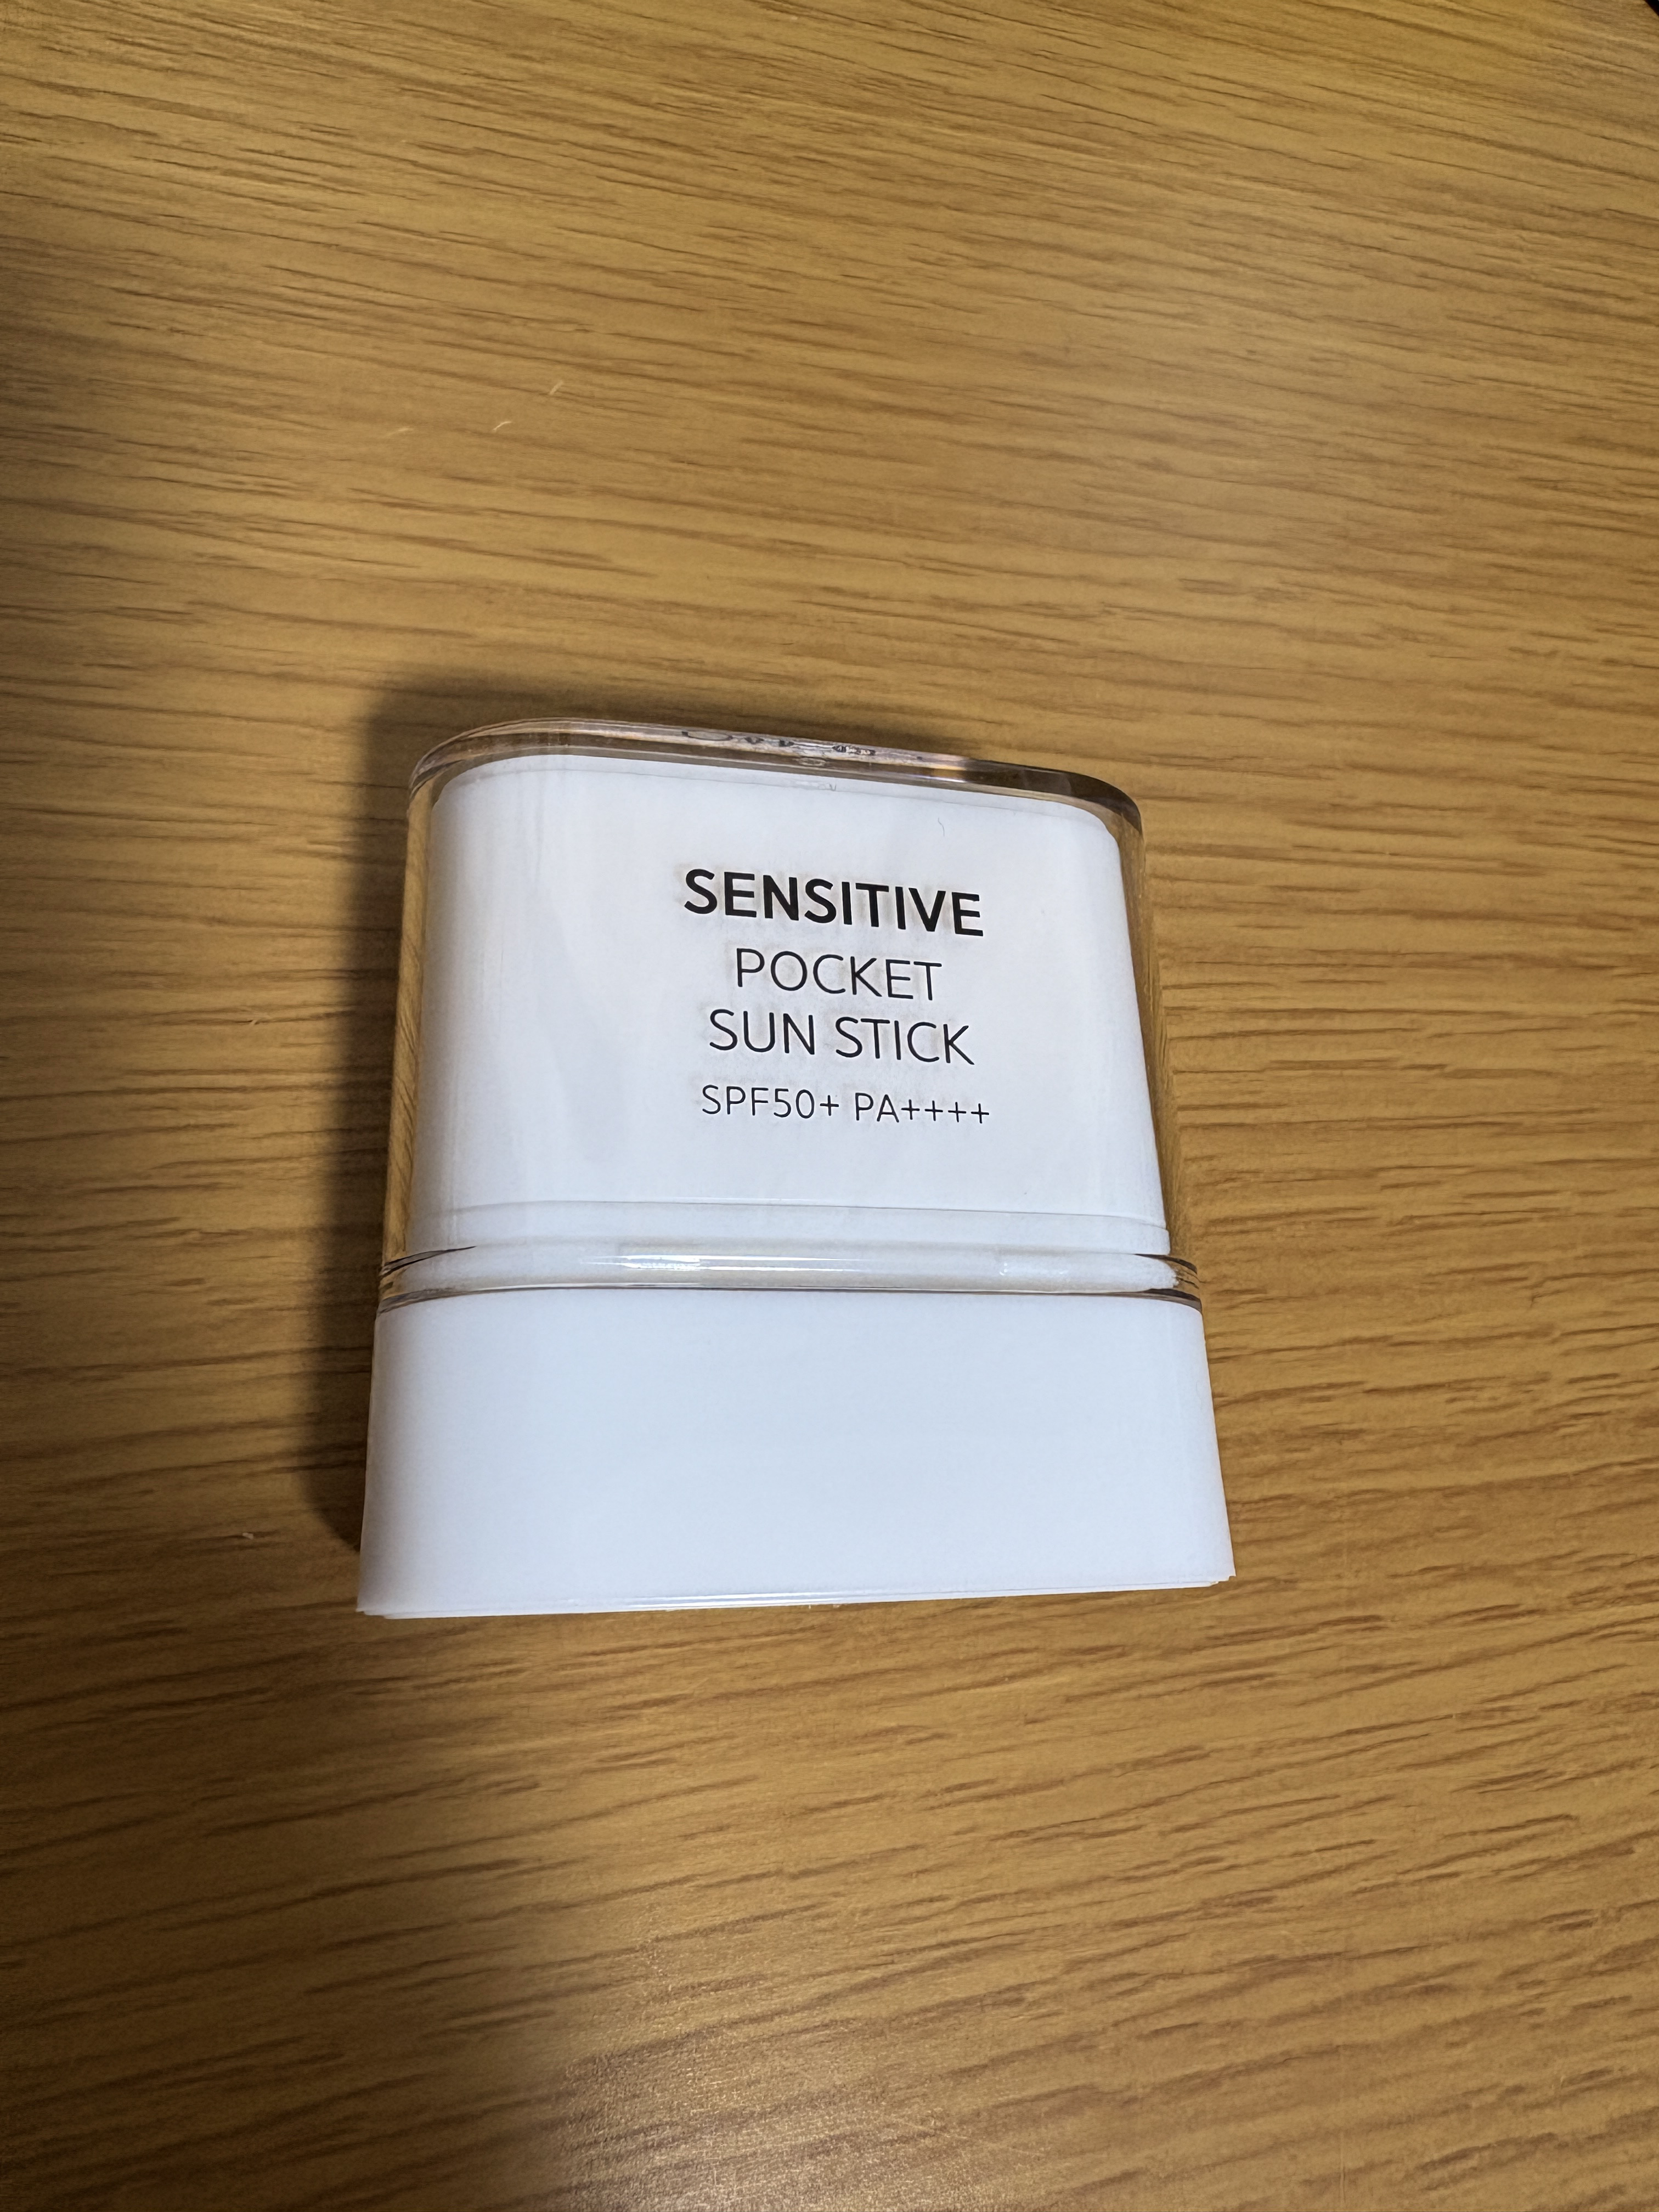 SENSITIVE
POCKET
SUN STICK
SPF50+ PA++++